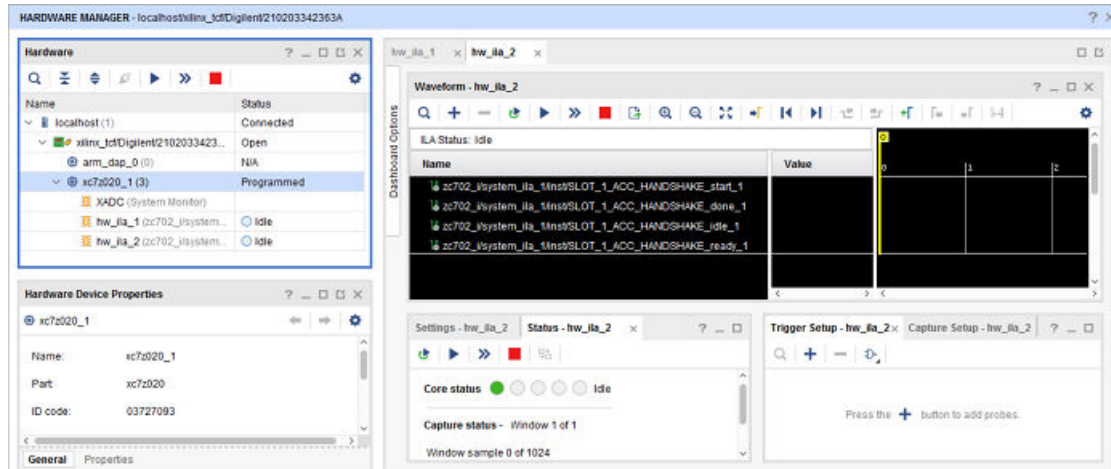 HARDWARE MANAGER - localhost/xilinx_tcf/Digilent/210203342363A
Hardware
Name Status
localhost (1) Connected
xilinx_tcf/Digilent/2102033423... Open
arm_dap_0 (0) N/A
xc7z020_1 (3) Programmed
XADC (System Monitor)
hw_ila_1 (zc702_i/system... Idle
hw_ila_2 (zc702_i/system... Idle
Hardware Device Properties
xc7z020_1
Name: xc7z020_1
Part xc7z020
ID code: 03727093
General Properties
hw_ila_1 hw_ila_2
Dashboard Options
Waveform - hw_ila_2
ILA Status: Idle
Name Value
0
0 1 2
zc702_i/system_ila_1/inst/SLOT_1_ACC_HANDSHAKE_start_1
zc702_i/system_ila_1/inst/SLOT_1_ACC_HANDSHAKE_done_1
zc702_i/system_ila_1/inst/SLOT_1_ACC_HANDSHAKE_idle_1
zc702_i/system_ila_1/inst/SLOT_1_ACC_HANDSHAKE_ready_1
Settings - hw_ila_2 Status - hw_ila_2
Core status Idle
Capture status - Window 1 of 1
Window sample 0 of 1024
Trigger Setup - hw_ila_2 Capture Setup - hw_ila_2
Press the + button to add probes.